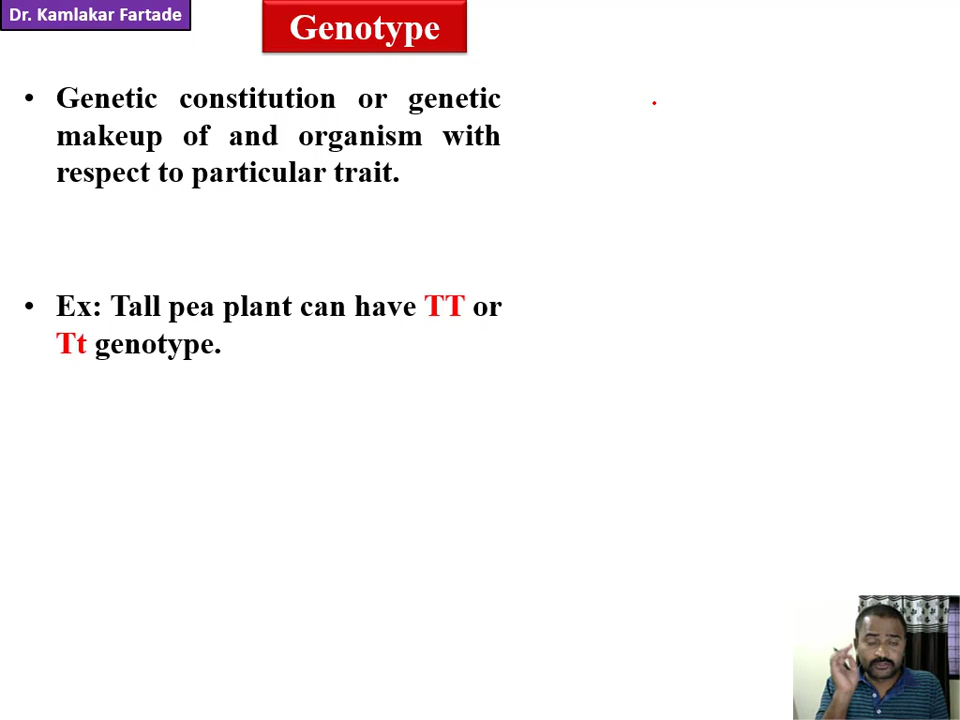 Dr. Kamlakar Fartade
Genotype
• Genetic constitution or genetic
makeup of and organism with
respect to particular trait.
• Ex: Tall pea plant can have TT or
Tt genotype.